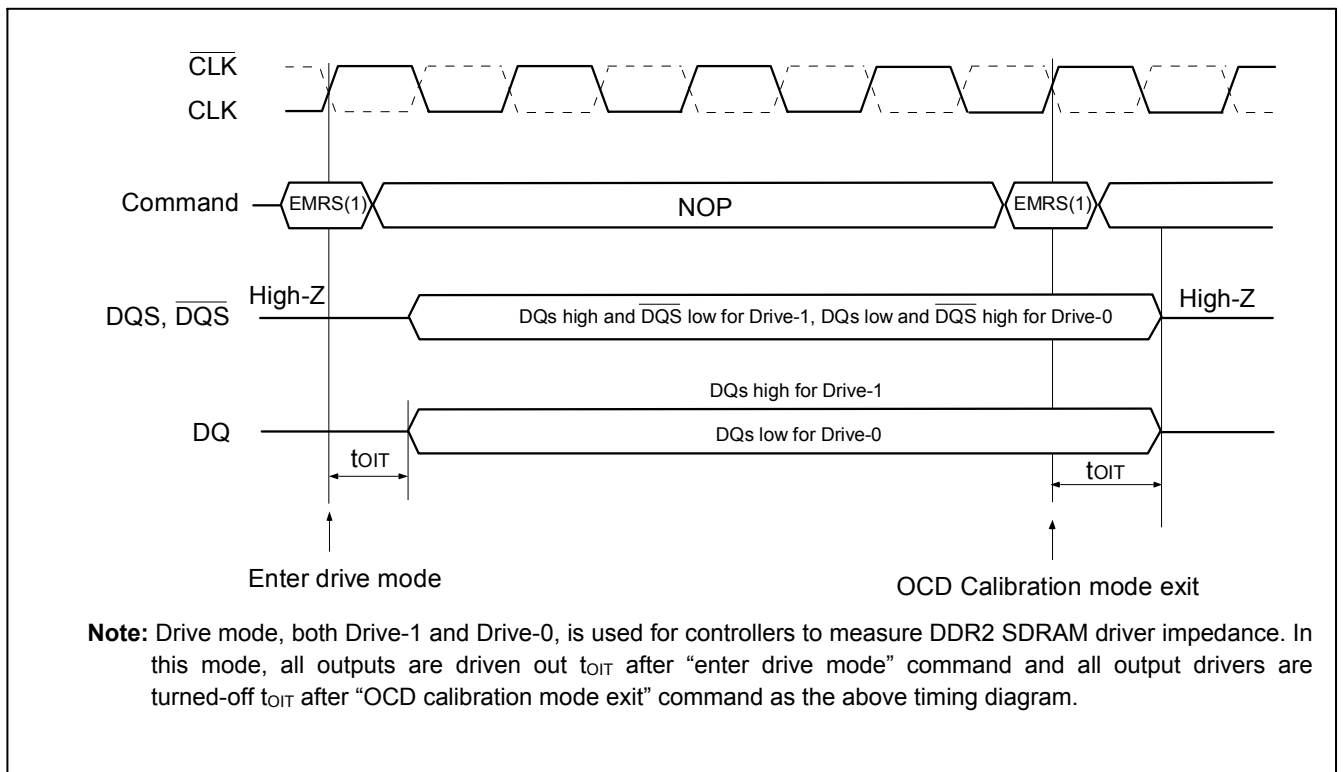 CLK
CLK
Command
EMRS(1)
NOP
EMRS(1)
High-Z
High-Z
DQS, DQS
DQs high and DQS low for Drive-1, DQs low and DQS high for Drive-0
DQs high for Drive-1
DQ
DQs low for Drive-0
tOIT
tOIT
Enter drive mode
OCD Calibration mode exit
Note: Drive mode, both Drive-1 and Drive-0, is used for controllers to measure DDR2 SDRAM driver impedance. In
this mode, all outputs are driven out tOIT after “enter drive mode” command and all output drivers are
turned-off tOIT after “OCD calibration mode exit” command as the above timing diagram.